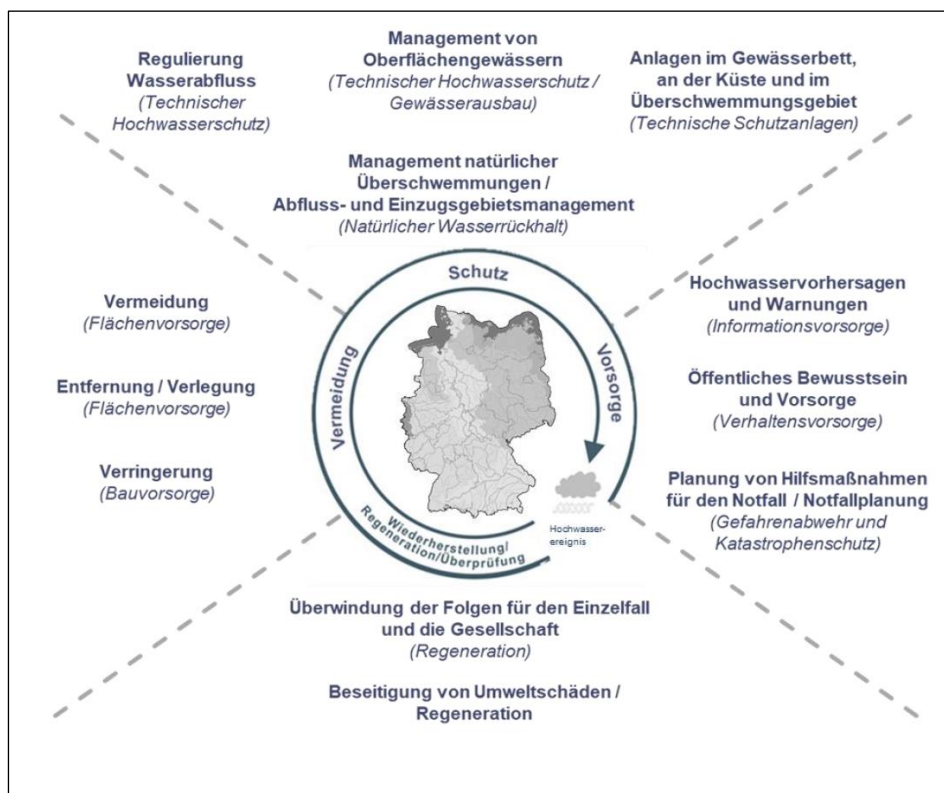 Regulierung
Wasserabfluss
(Technischer
Hochwasserschutz)
Management von
Oberflächengewässern
(Technischer Hochwasserschutz /
Gewässerausbau)
Anlagen im Gewässerbett,
an der Küste und im
Überschwemmungsgebiet
(Technische Schutzanlagen)
Management natürlicher
Überschwemmungen /
Abfluss- und Einzugsgebietsmanagement
(Natürlicher Wasserrückhalt)
Schutz
Vermeidung
(Flächenvorsorge)
Entfernung / Verlegung
(Flächenvorsorge)
Verringerung
(Bauvorsorge)
Vermeidung
Vorsorge
Hochwasservorhersagen
und Warnungen
(Informationsvorsorge)
Öffentliches Bewusstsein
und Vorsorge
(Verhaltensvorsorge)
Planung von Hilfsmaßnahmen
für den Notfall / Notfallplanung
(Gefahrenabwehr und
Katastrophenschutz)
Hochwasser-
ereignis
Wiederherstellung/
Regeneration/Überprüfung
Überwindung der Folgen für den Einzelfall
und die Gesellschaft
(Regeneration)
Beseitigung von Umweltschäden /
Regeneration